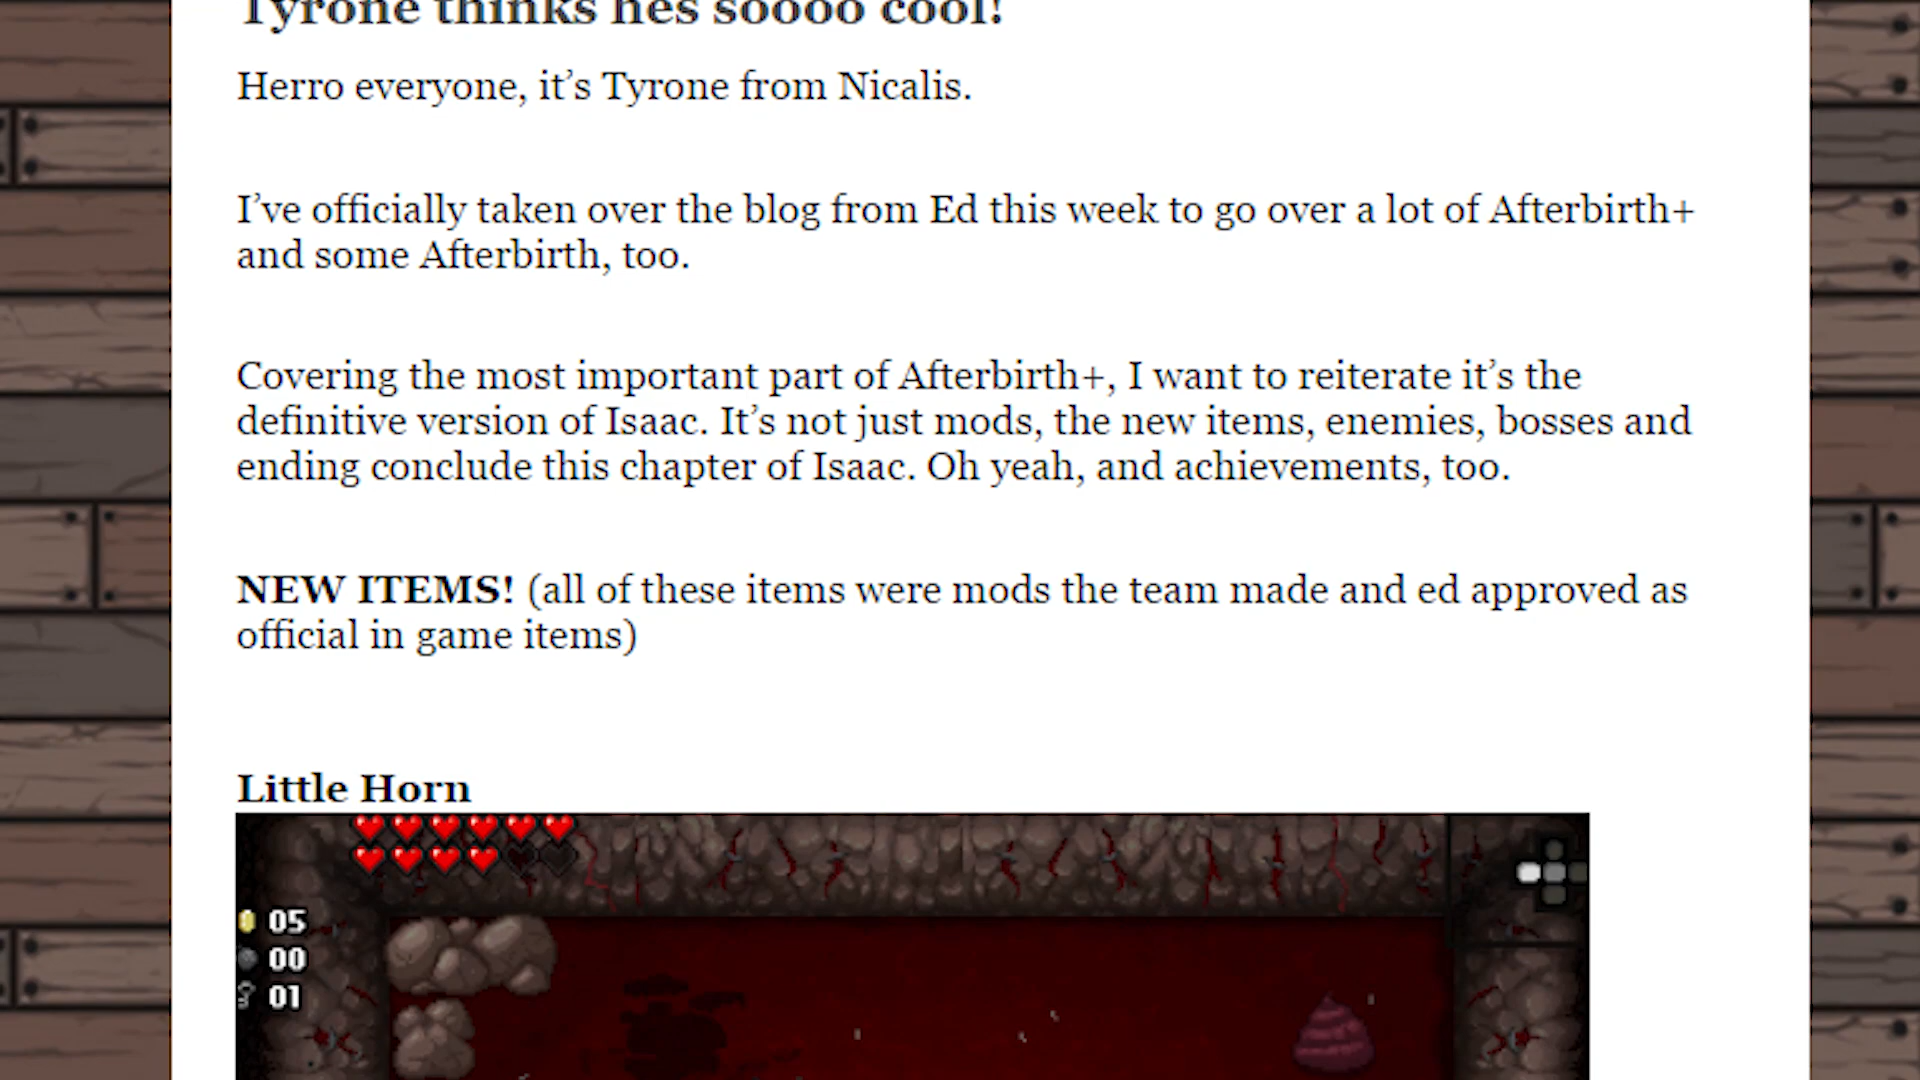 Tyrone thinks hes soooo cool!
Herro everyone, it’s Tyrone from Nicalis.
I’ve officially taken over the blog from Ed this week to go over a lot of Afterbirth+
and some Afterbirth, too.
Covering the most important part of Afterbirth+, I want to reiterate it’s the
definitive version of Isaac. It’s not just mods, the new items, enemies, bosses and
ending conclude this chapter of Isaac. Oh yeah, and achievements, too.
NEW ITEMS! (all of these items were mods the team made and ed approved as
official in game items)
Little Horn
05
00
01